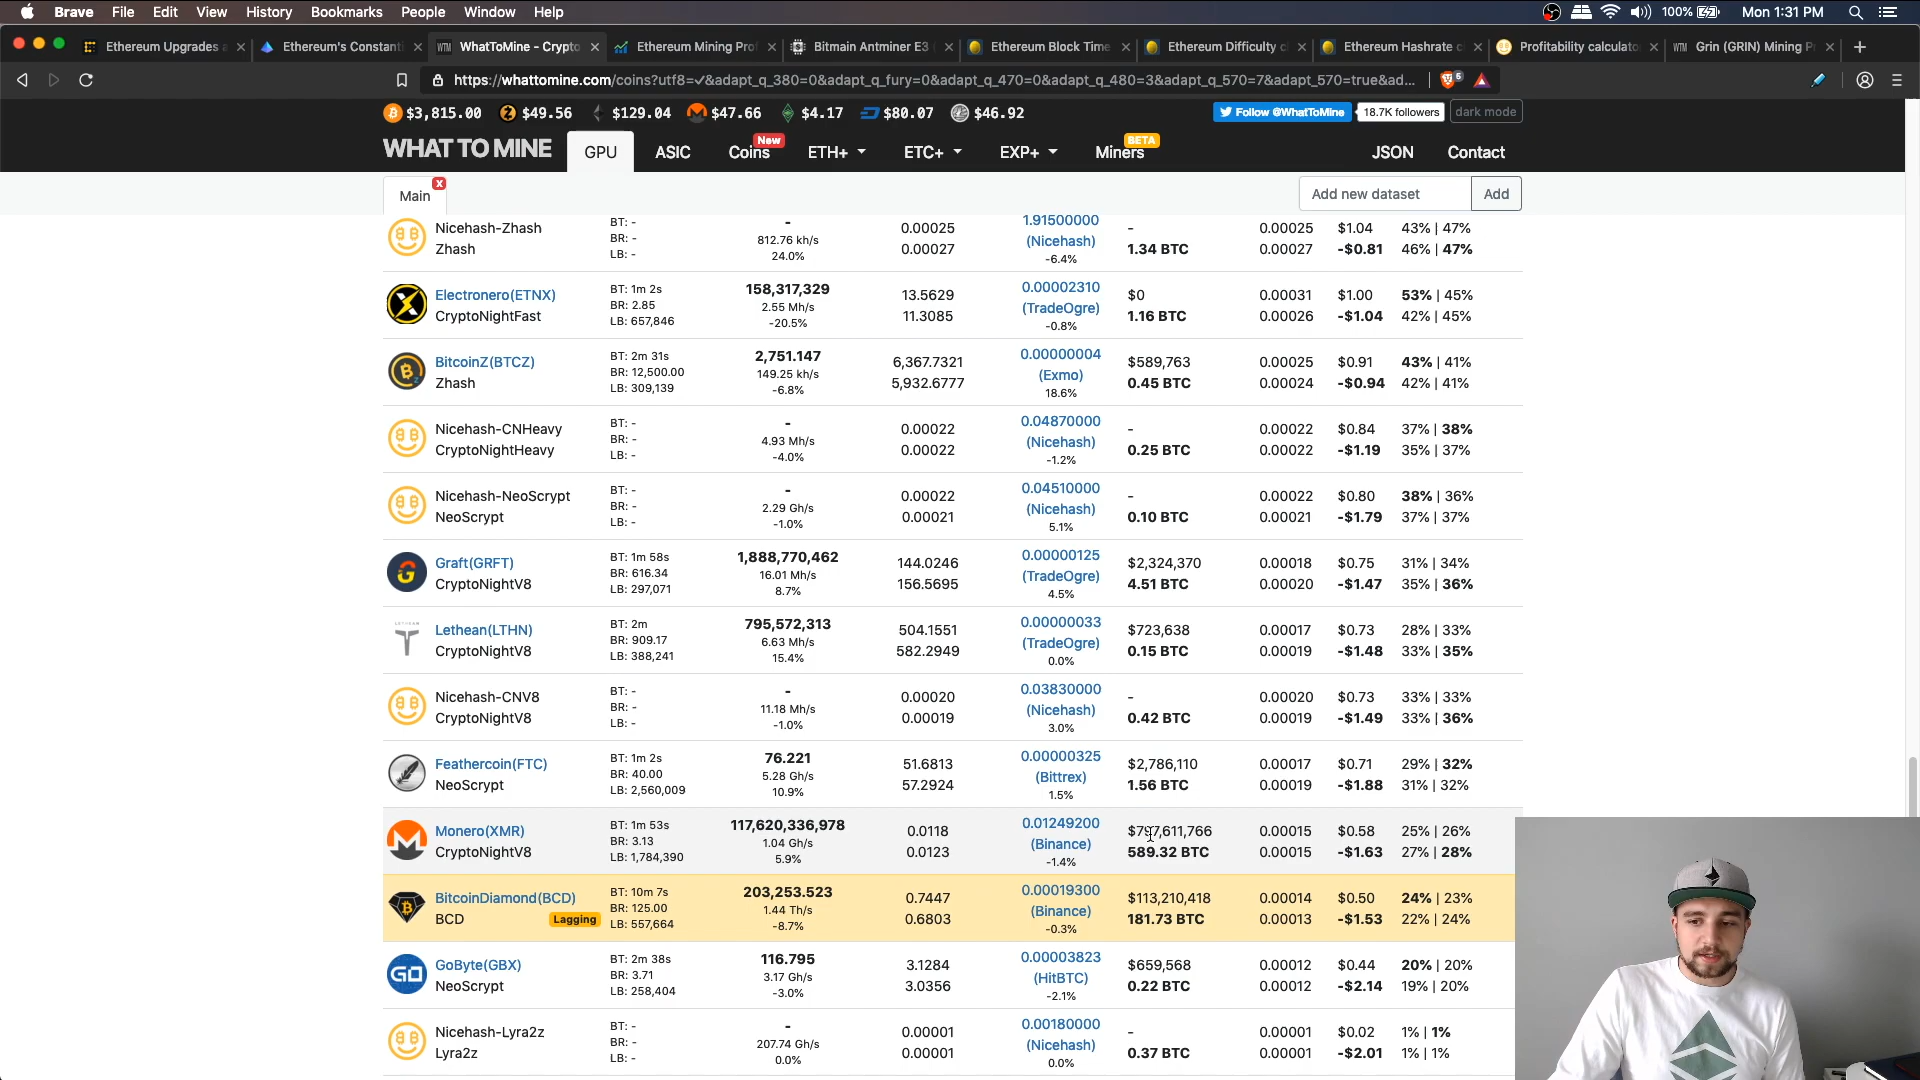 Brave File Edit View History Bookmarks People Window Help 100% Mon 1:31 PM
Ethereum Upgrades a Ethereum's Constanti WhatToMine - Crypto Ethereum Mining Prof Bitmain Antminer E3 Ethereum Block Time Ethereum Difficulty c Ethereum Hashrate c Profitability calculato Grin (GRIN) Mining P
https://whattomine.com/coins?utf8=✓&adapt_q_380=0&adapt_q_fury=0&adapt_q_470=0&adapt_q_480=3&adapt_q_570=7&adapt_570=true&ad...
$3,815.00 $49.56 $129.04 $47.66 $4.17 $80.07 $46.92 Follow @WhatToMine 18.7K followers dark mode
New BETA
WHAT TO MINE GPU ASIC Coins ETH+ ETC+ EXP+ Miners JSON Contact
Main x Add new dataset Add
Nicehash-Zhash BT: - - 0.00025 1.91500000 - 0.00025 $1.04 43% | 47%
Zhash BR: - 812.76 kh/s 0.00027 (Nicehash) 1.34 BTC 0.00027 -$0.81 46% | 47%
LB: - 24.0% -6.4%
Electronero(ETNX) BT: 1m 2s 158,317,329 13.5629 0.00002310 $0 0.00031 $1.00 53% | 45%
CryptoNightFast BR: 2.85 2.55 Mh/s 11.3085 (TradeOgre) 1.16 BTC 0.00026 -$1.04 42% | 45%
LB: 657,846 -20.5% -0.8%
BitcoinZ(BTCZ) BT: 2m 31s 2,751.147 6,367.7321 0.00000004 $589,763 0.00025 $0.91 43% | 41%
Zhash BR: 12,500.00 149.25 kh/s 5,932.6777 (Exmo) 0.45 BTC 0.00024 -$0.94 42% | 41%
LB: 309,139 -6.8% 18.6%
Nicehash-CNHeavy BT: - - 0.00022 0.04870000 - 0.00022 $0.84 37% | 38%
CryptoNightHeavy BR: - 4.93 Mh/s 0.00022 (Nicehash) 0.25 BTC 0.00022 -$1.19 35% | 37%
LB: - -4.0% -1.2%
Nicehash-NeoScrypt BT: - - 0.00022 0.04510000 - 0.00022 $0.80 38% | 36%
NeoScrypt BR: - 2.29 Gh/s 0.00021 (Nicehash) 0.10 BTC 0.00021 -$1.79 37% | 37%
LB: - -1.0% 5.1%
Graft(GRFT) BT: 1m 58s 1,888,770,462 144.0246 0.00000125 $2,324,370 0.00018 $0.75 31% | 34%
CryptoNightV8 BR: 616.34 16.01 Mh/s 156.5695 (TradeOgre) 4.51 BTC 0.00020 -$1.47 35% | 36%
LB: 297,071 8.7% 4.5%
Lethean(LTHN) BT: 2m 795,572,313 504.1551 0.00000033 $723,638 0.00017 $0.73 28% | 33%
CryptoNightV8 BR: 909.17 6.63 Mh/s 582.2949 (TradeOgre) 0.15 BTC 0.00019 -$1.48 33% | 35%
LB: 388,241 15.4% 0.0%
Nicehash-CNV8 BT: - - 0.00020 0.03830000 - 0.00020 $0.73 33% | 33%
CryptoNightV8 BR: - 11.18 Mh/s 0.00019 (Nicehash) 0.42 BTC 0.00019 -$1.49 33% | 36%
LB: - -1.0% 3.0%
Feathercoin(FTC) BT: 1m 2s 76.221 51.6813 0.00000325 $2,786,110 0.00017 $0.71 29% | 32%
NeoScrypt BR: 40.00 5.28 Gh/s 57.2924 (Bittrex) 1.56 BTC 0.00019 -$1.88 31% | 32%
LB: 2,560,009 10.9% 1.5%
Monero(XMR) BT: 1m 53s 117,620,336,978 0.0118 0.01249200 $797,611,766 0.00015 $0.58 25% | 26%
CryptoNightV8 BR: 3.13 1.04 Gh/s 0.0123 (Binance) 589.32 BTC 0.00015 -$1.63 27% | 28%
LB: 1,784,390 5.9% -1.4%
BitcoinDiamond(BCD) BT: 10m 7s 203,253.523 0.7447 0.00019300 $113,210,418 0.00014 $0.50 24% | 23%
BCD Lagging BR: 125.00 1.44 Th/s 0.6803 (Binance) 181.73 BTC 0.00013 -$1.53 22% | 24%
LB: 557,664 -8.7% -0.3%
GoByte(GBX) BT: 2m 38s 116.795 3.1284 0.00003823 $659,568 0.00012 $0.44 20% | 20%
NeoScrypt BR: 3.71 3.17 Gh/s 3.0356 (HitBTC) 0.22 BTC 0.00012 -$2.14 19% | 20%
LB: 258,404 -3.0% -2.1%
Nicehash-Lyra2z BT: - - 0.00001 0.00180000 - 0.00001 $0.02 1% | 1%
Lyra2z BR: - 207.74 Gh/s 0.00001 (Nicehash) 0.37 BTC 0.00001 -$2.01 1% | 1%
LB: - 0.0% 0.0%